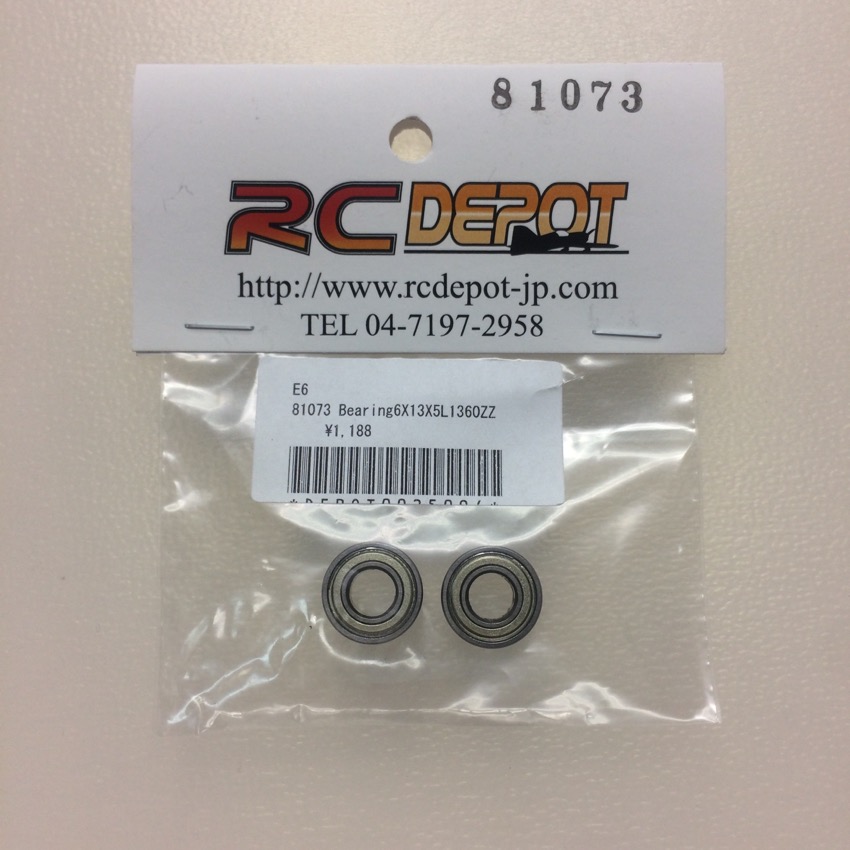 81073
RC DEPOT
http://www.rcdepot-jp.com
TEL 04-7197-2958
E6
81073 Bearing6X13X5L1360ZZ
¥1,188